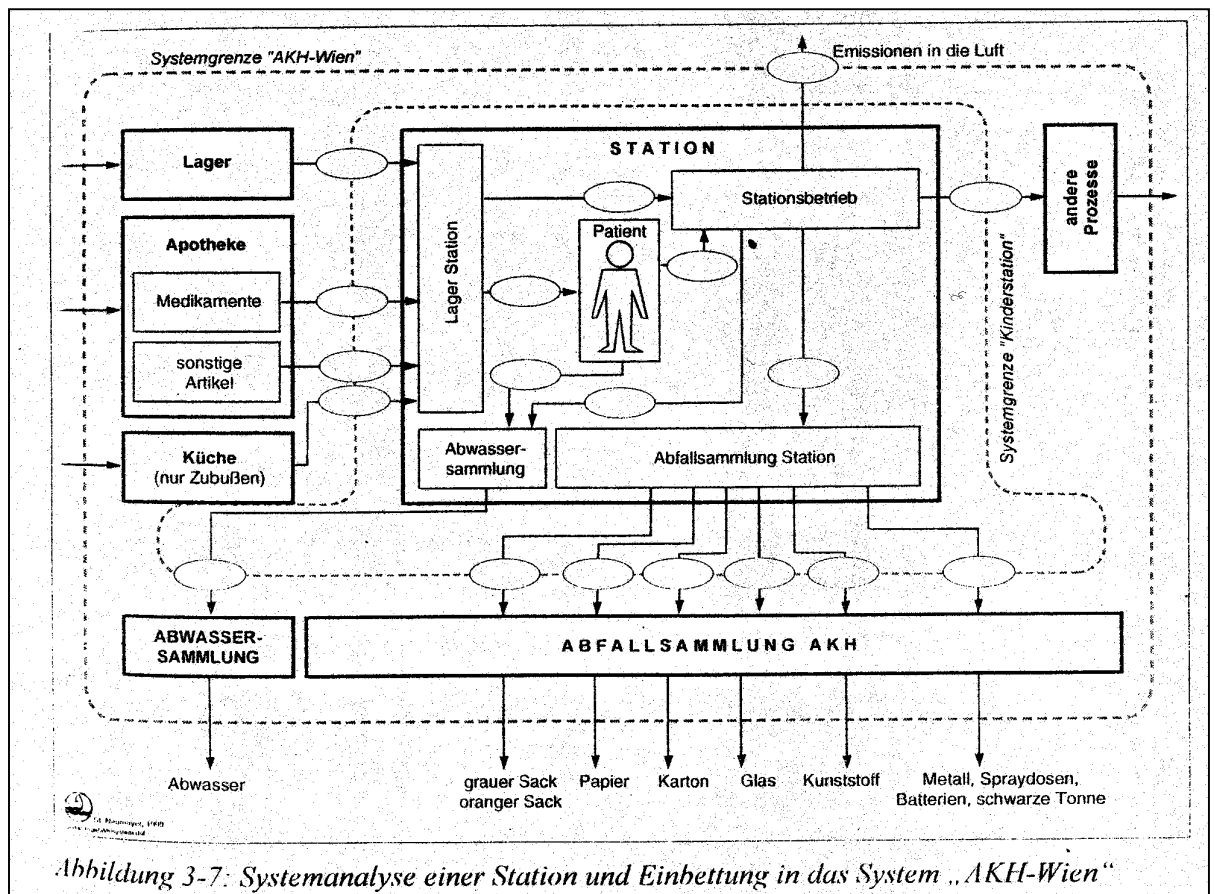 Systemgrenze "AKH-Wien"
Emissionen in die Luft
Lager
STATION
Apotheke
Medikamente
sonstige
Artikel
Küche
(nur Zubußen)
Lager Station
Patient
Stationsbetrieb
andere
Prozesse
Systemgrenze "Kinderstation"
Abwasser-
sammlung
Abfallsammlung Station
ABWASSER-
SAMMLUNG
ABFALLSAMMLUNG AKH
Abwasser
grauer Sack
oranger Sack
Papier
Karton
Glas
Kunststoff
Metall, Spraydosen,
Batterien, schwarze Tonne
1999
Abbildung 3-7: Systemanalyse einer Station und Einbettung in das System „AKH-Wien“